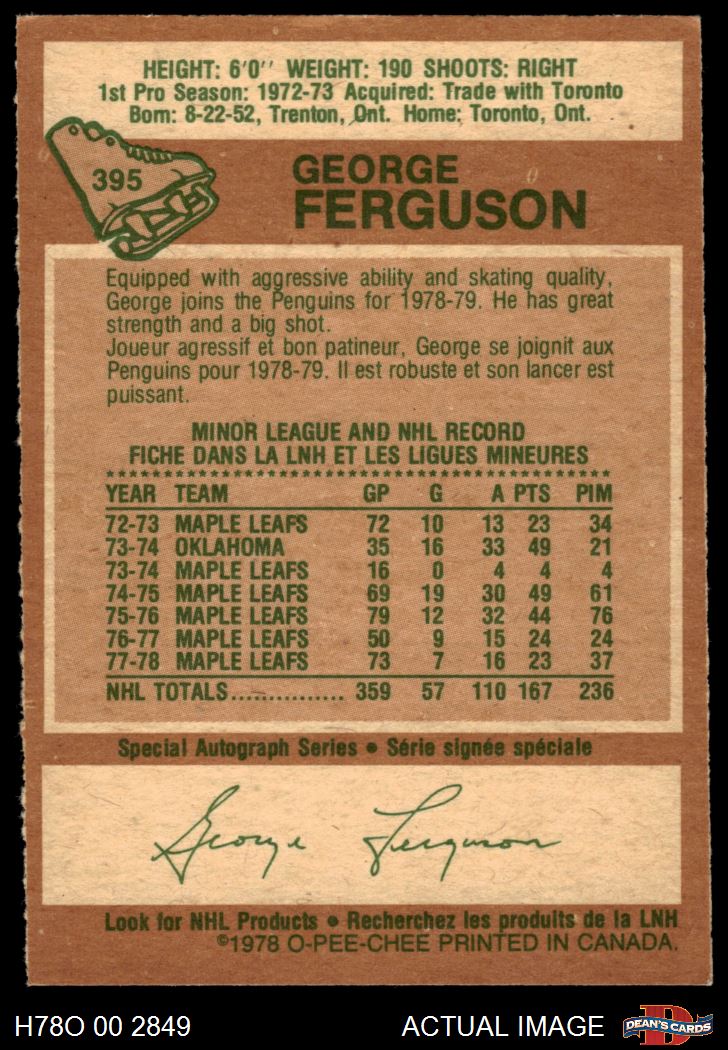 HEIGHT: 6'0'' WEIGHT: 190 SHOOTS: RIGHT
1st Pro Season: 1972-73 Acquired: Trade with Toronto
Born: 8-22-52, Trenton, Ont. Home: Toronto, Ont.
395
GEORGE
FERGUSON
Equipped with aggressive ability and skating quality,
George joins the Penguins for 1978-79. He has great
strength and a big shot.
Joueur agressif et bon patineur, George se joignit aux
Penguins pour 1978-79. Il est robuste et son lancer est
puissant.
MINOR LEAGUE AND NHL RECORD
FICHE DANS LA LNH ET LES LIGUES MINEURES
YEAR TEAM GP G A PTS PIM
72-73 MAPLE LEAFS 72 10 13 23 34
73-74 OKLAHOMA 35 16 33 49 21
73-74 MAPLE LEAFS 16 0 4 4 4
74-75 MAPLE LEAFS 69 19 30 49 61
75-76 MAPLE LEAFS 79 12 32 44 76
76-77 MAPLE LEAFS 50 9 15 24 24
77-78 MAPLE LEAFS 73 7 16 23 37
NHL TOTALS................ 359 57 110 167 236
Special Autograph Series • Série signée spéciale
George Ferguson
Look for NHL Products • Recherchez les produits de la LNH
©1978 O-PEE-CHEE PRINTED IN CANADA.
H78O 00 2849 ACTUAL IMAGE
D
DEAN'S CARDS